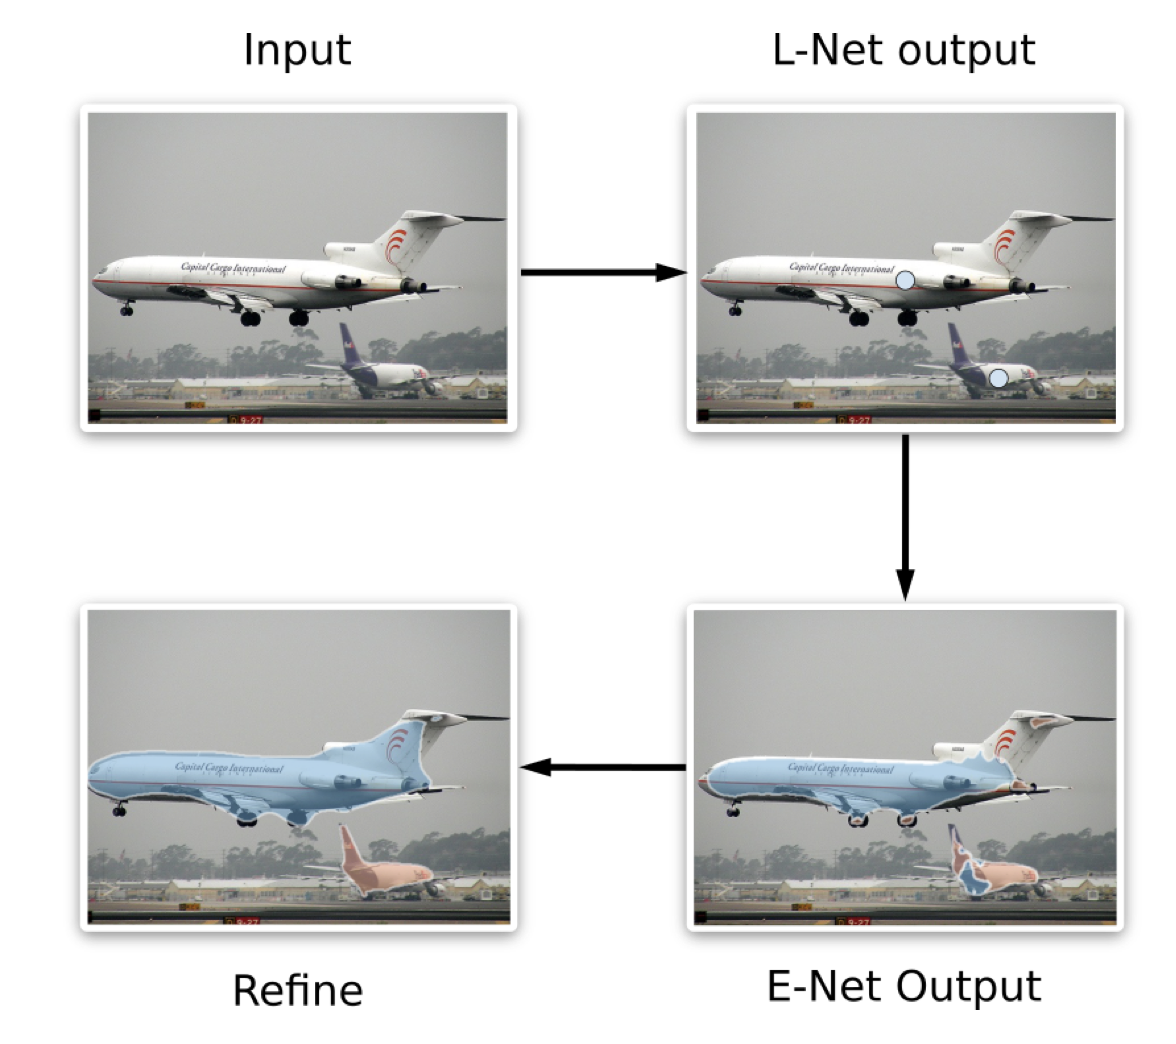 Input
L-Net output
Capital Cargo International
Capital Cargo International
9-27
9-27
Capital Cargo International
Capital Cargo International
9-27
9-27
Refine
E-Net Output